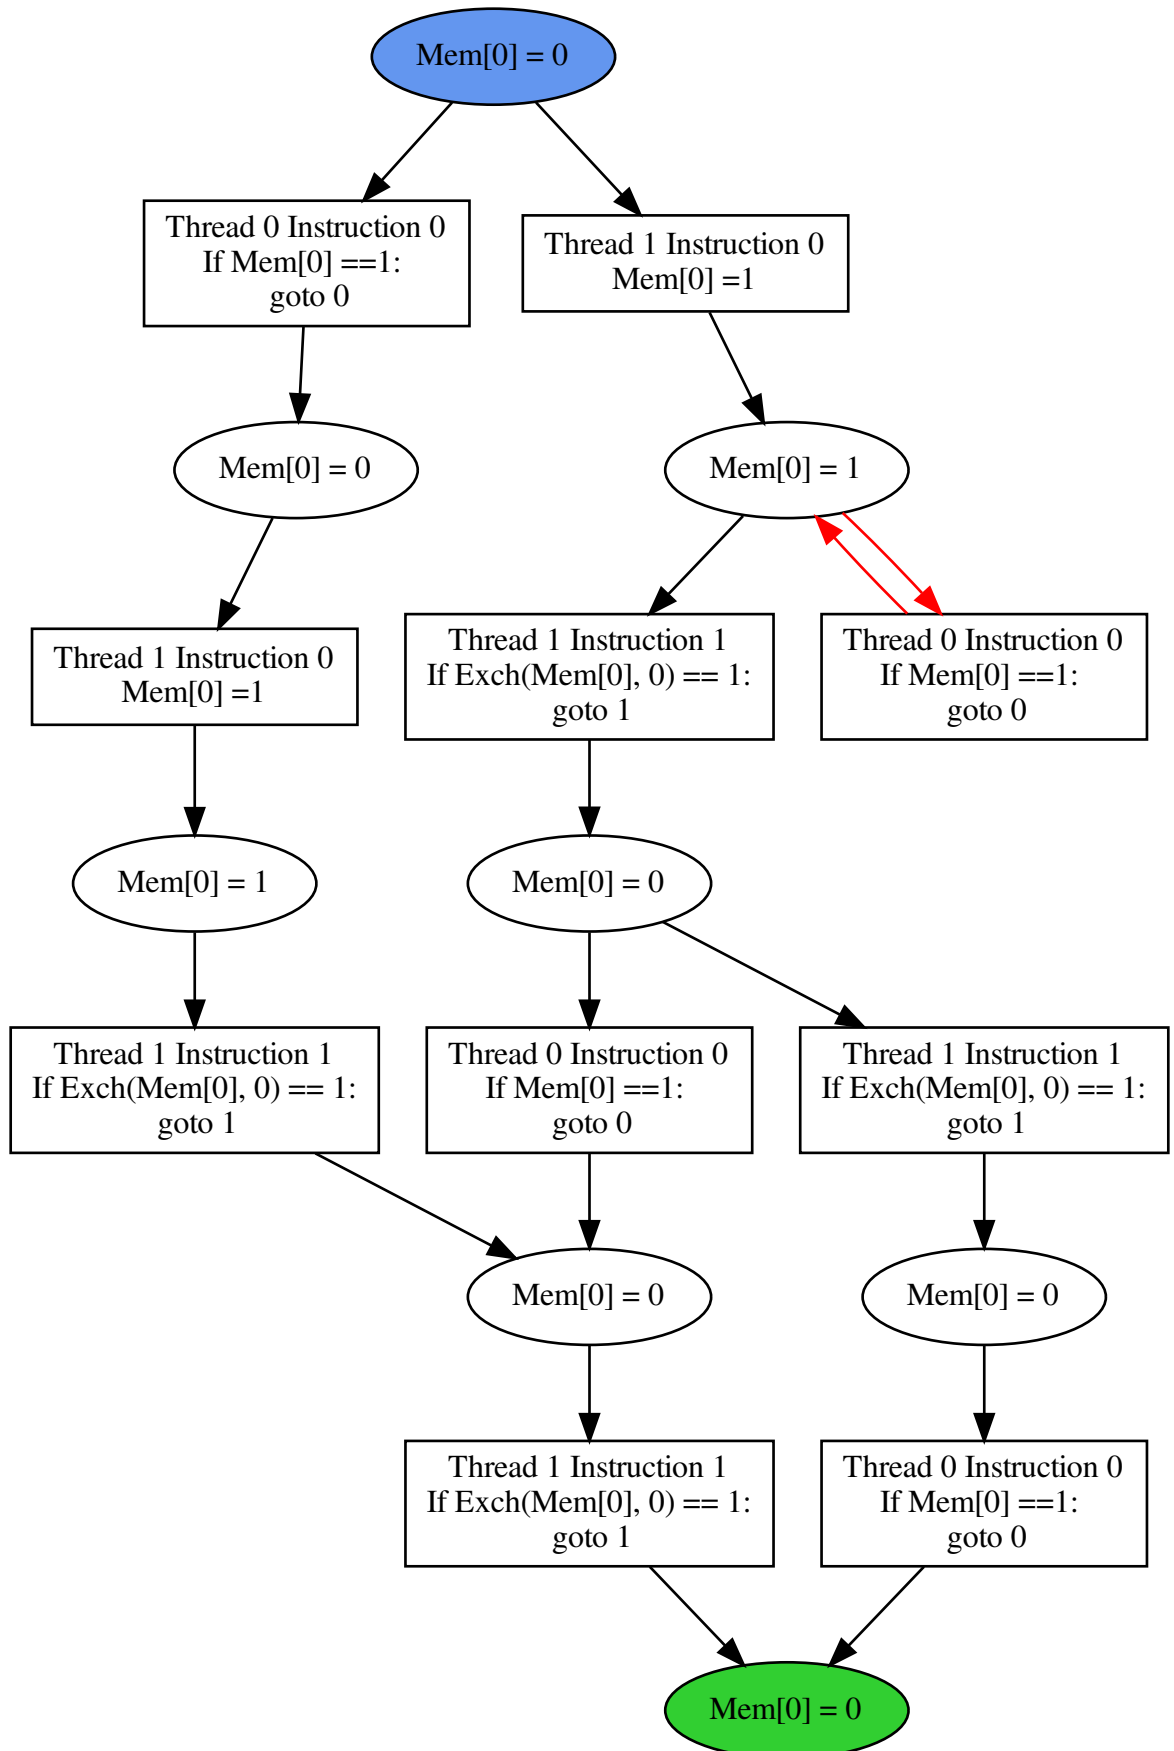 Mem[0] = 0
Thread 0 Instruction 0
If Mem[0] ==1:
goto 0
Thread 1 Instruction 0
Mem[0] =1
Mem[0] = 0
Mem[0] = 1
Thread 1 Instruction 0
Mem[0] =1
Thread 1 Instruction 1
If Exch(Mem[0], 0) == 1:
goto 1
Thread 0 Instruction 0
If Mem[0] ==1:
goto 0
Mem[0] = 1
Mem[0] = 0
Thread 1 Instruction 1
If Exch(Mem[0], 0) == 1:
goto 1
Thread 0 Instruction 0
If Mem[0] ==1:
goto 0
Thread 1 Instruction 1
If Exch(Mem[0], 0) == 1:
goto 1
Mem[0] = 0
Mem[0] = 0
Thread 1 Instruction 1
If Exch(Mem[0], 0) == 1:
goto 1
Thread 0 Instruction 0
If Mem[0] ==1:
goto 0
Mem[0] = 0